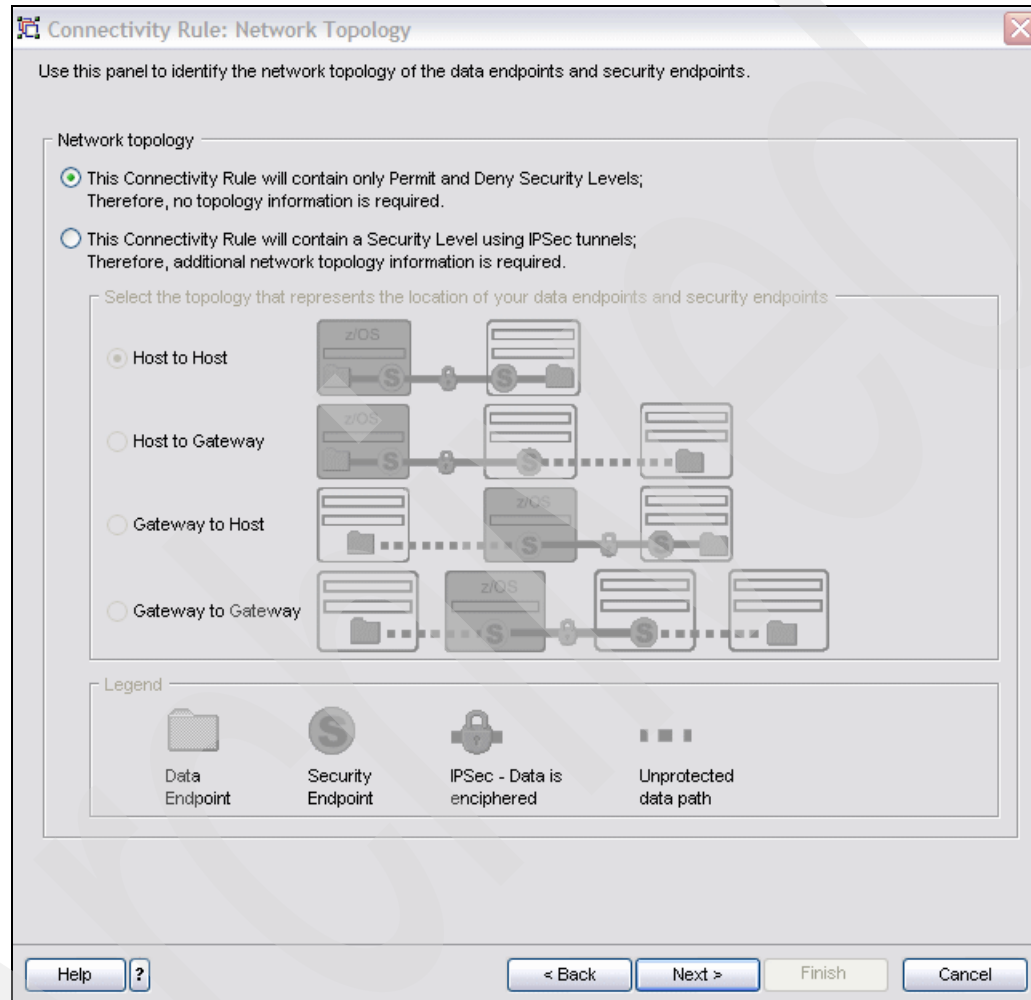 Connectivity Rule: Network Topology
Use this panel to identify the network topology of the data endpoints and security endpoints.
Network topology
This Connectivity Rule will contain only Permit and Deny Security Levels;
Therefore, no topology information is required.
This Connectivity Rule will contain a Security Level using IPSec tunnels;
Therefore, additional network topology information is required.
Select the topology that represents the location of your data endpoints and security endpoints
Host to Host
z/OS
S
S
Host to Gateway
z/OS
S
S
Gateway to Host
z/OS
S
S
Gateway to Gateway
z/OS
S
S
Legend
S
?
Data
Endpoint
Security
Endpoint
IPSec - Data is
enciphered
Unprotected
data path
Help
?
< Back
Next >
Finish
Cancel